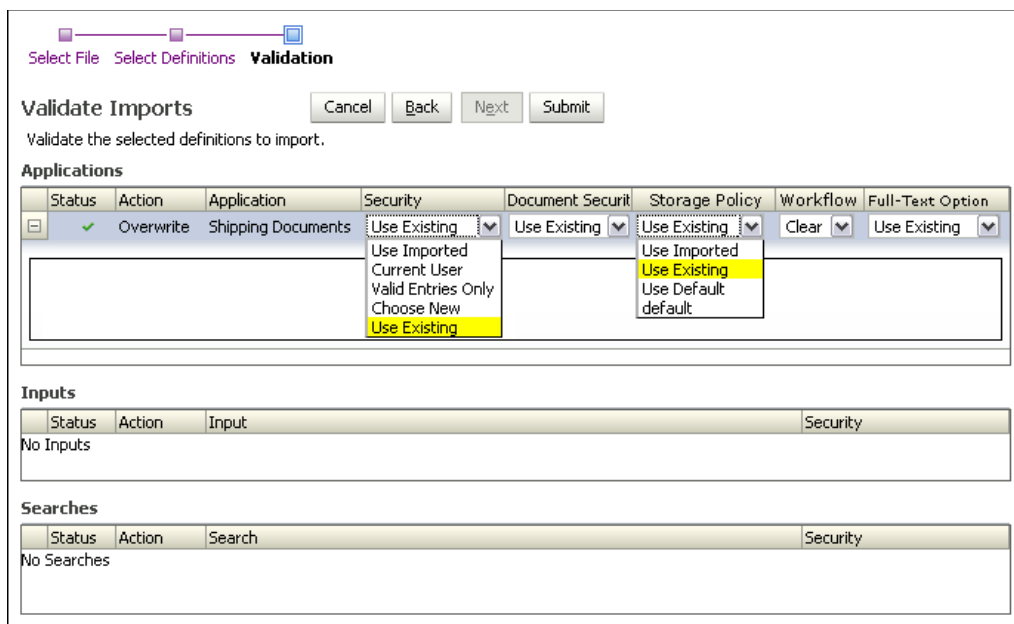 Select File Select Definitions Validation
Validate Imports Cancel Back Next Submit
Validate the selected definitions to import.
Applications
Status Action Application Security Document Securit Storage Policy Workflow Full-Text Option
Overwrite Shipping Documents Use Existing Use Existing Use Existing Clear Use Existing
Use Imported Use Imported
Current User Use Existing
Valid Entries Only Use Default
Choose New default
Use Existing
Inputs
Status Action Input Security
No Inputs
Searches
Status Action Search Security
No Searches